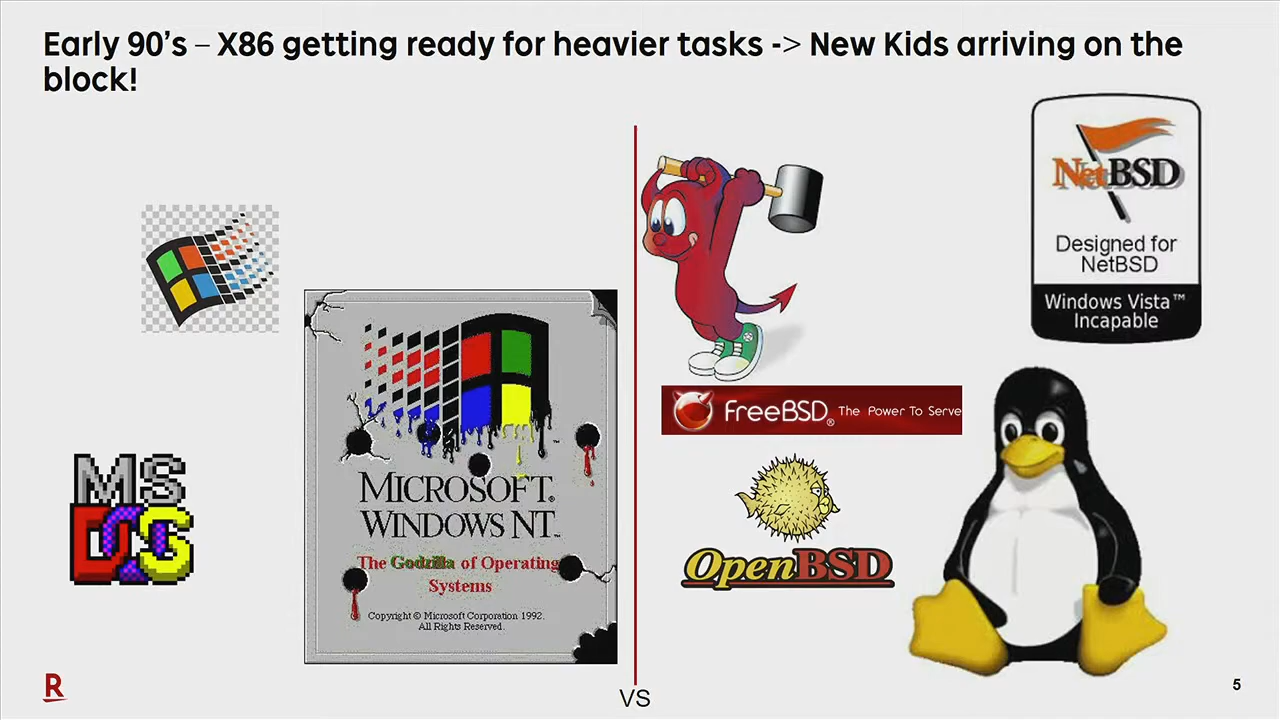 Early 90's – X86 getting ready for heavier tasks -> New Kids arriving on the
block!
MS
DOS
MICROSOFT®
WINDOWS NT™
The Godzilla of Operating
Systems
Copyright © Microsoft Corporation 1992.
All Rights Reserved.
NetBSD
Designed for
NetBSD
Windows Vista™
Incapable
FreeBSD® The Power To Serve
OpenBSD
R
VS
5